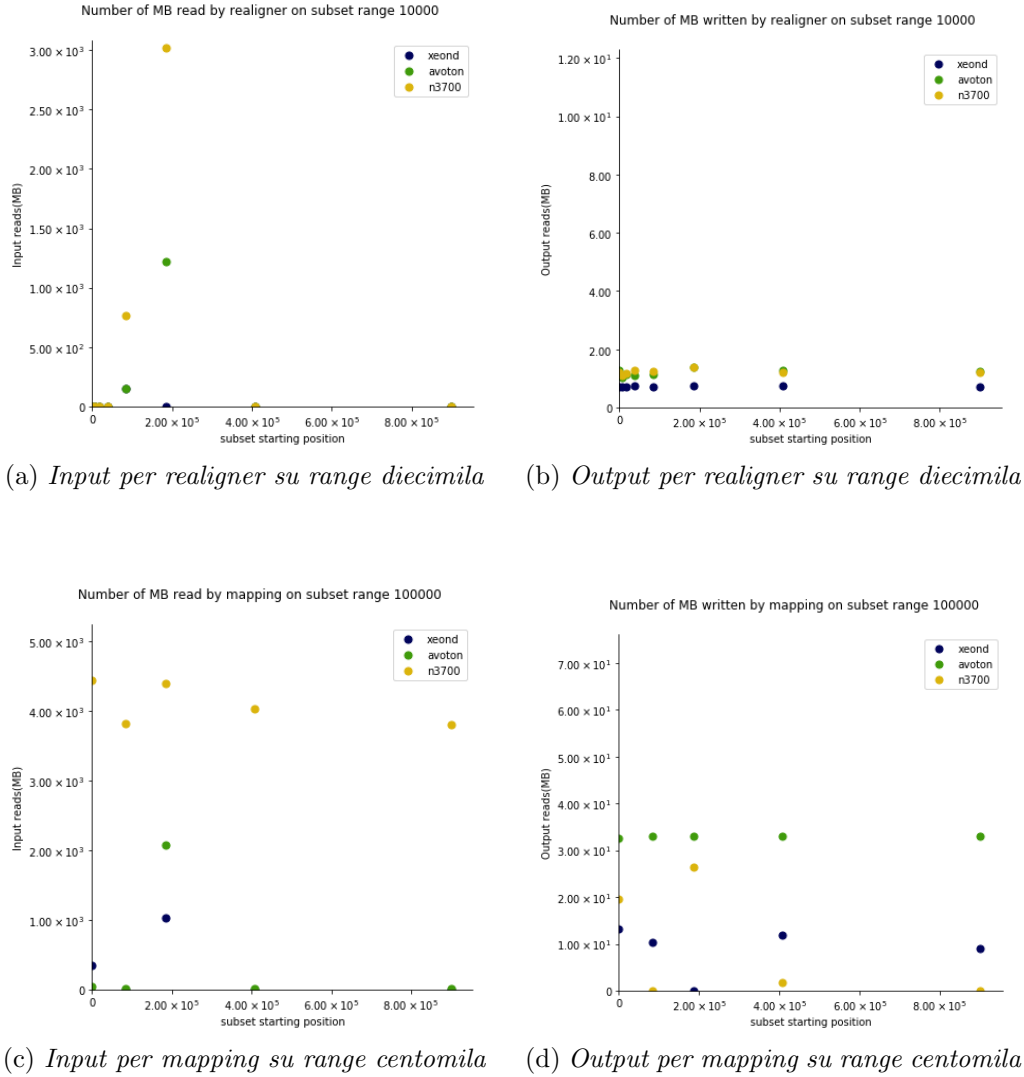 Number of MB read by realigner on subset range 10000
3.00 × 10³
2.50 × 10³
2.00 × 10³
1.50 × 10³
1.00 × 10³
5.00 × 10²
0
Input reads(MB)
xeond
avoton
n3700
2.00 × 10⁵
4.00 × 10⁵
6.00 × 10⁵
8.00 × 10⁵
0
subset starting position
(a) Input per realigner su range diecimila
Number of MB written by realigner on subset range 10000
1.20 × 10¹
1.00 × 10¹
8.00
6.00
4.00
2.00
0
Output reads(MB)
xeond
avoton
n3700
0
2.00 × 10⁵
4.00 × 10⁵
6.00 × 10⁵
8.00 × 10⁵
subset starting position
(b) Output per realigner su range diecimila
Number of MB read by mapping on subset range 100000
5.00 × 10³
4.00 × 10³
3.00 × 10³
2.00 × 10³
1.00 × 10³
0
Input reads(MB)
xeond
avoton
n3700
0
2.00 × 10⁵
4.00 × 10⁵
6.00 × 10⁵
8.00 × 10⁵
subset starting position
(c) Input per mapping su range centomila
Number of MB written by mapping on subset range 100000
7.00 × 10¹
6.00 × 10¹
5.00 × 10¹
4.00 × 10¹
3.00 × 10¹
2.00 × 10¹
1.00 × 10¹
0
Output reads(MB)
xeond
avoton
n3700
0
2.00 × 10⁵
4.00 × 10⁵
6.00 × 10⁵
8.00 × 10⁵
subset starting position
(d) Output per mapping su range centomila